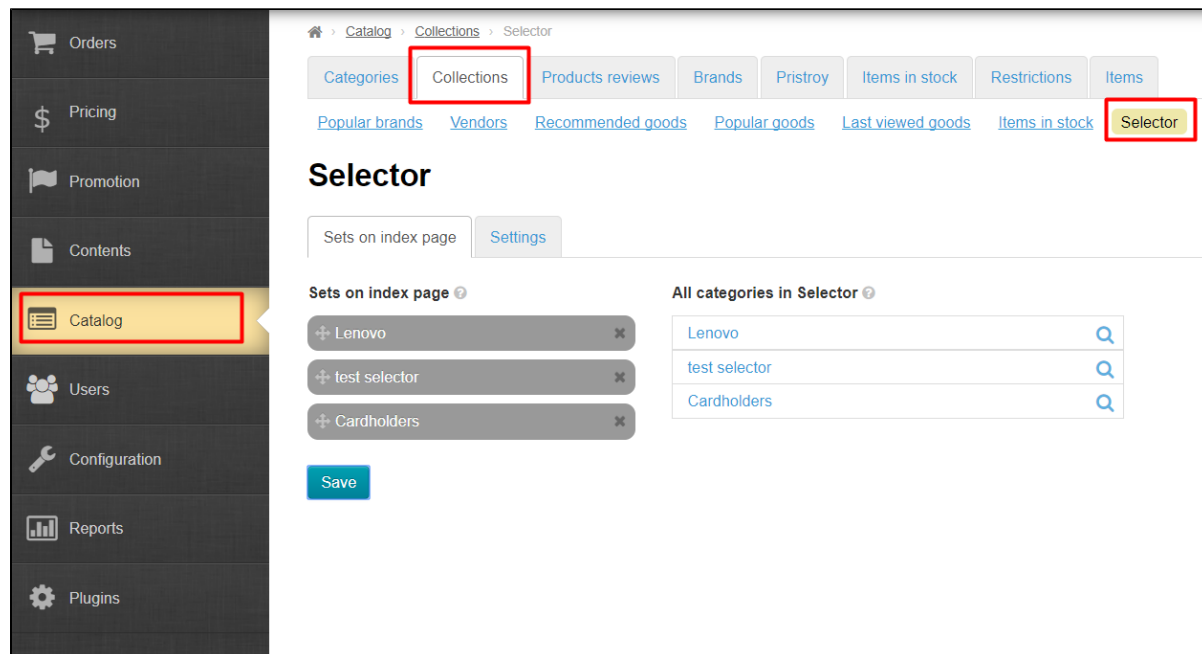 Orders
Pricing
Promotion
Contents
Catalog
Users
Configuration
Reports
Plugins
Catalog › Collections › Selector
Categories Collections Products reviews Brands Pristroy Items in stock Restrictions Items
Popular brands Vendors Recommended goods Popular goods Last viewed goods Items in stock Selector
Selector
Sets on index page Settings
Sets on index page
Lenovo
test selector
Cardholders
Save
All categories in Selector
Lenovo
test selector
Cardholders